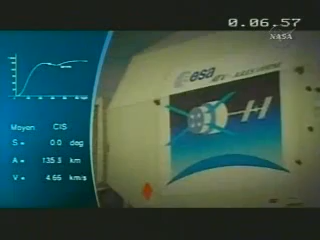 0.06.57
NASA
esa
Moyen CIS
S = 0.0 deg
A = 135.3 km
V = 4.66 km/s